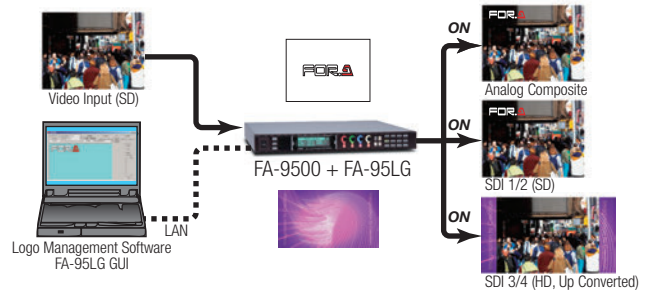 Video Input (SD)
FOR.A
ON
FOR.A
Analog Composite
ON
FA-9500 + FA-95LG
FOR.A
SDI 1/2 (SD)
LAN
Logo Management Software
FA-95LG GUI
ON
SDI 3/4 (HD, Up Converted)